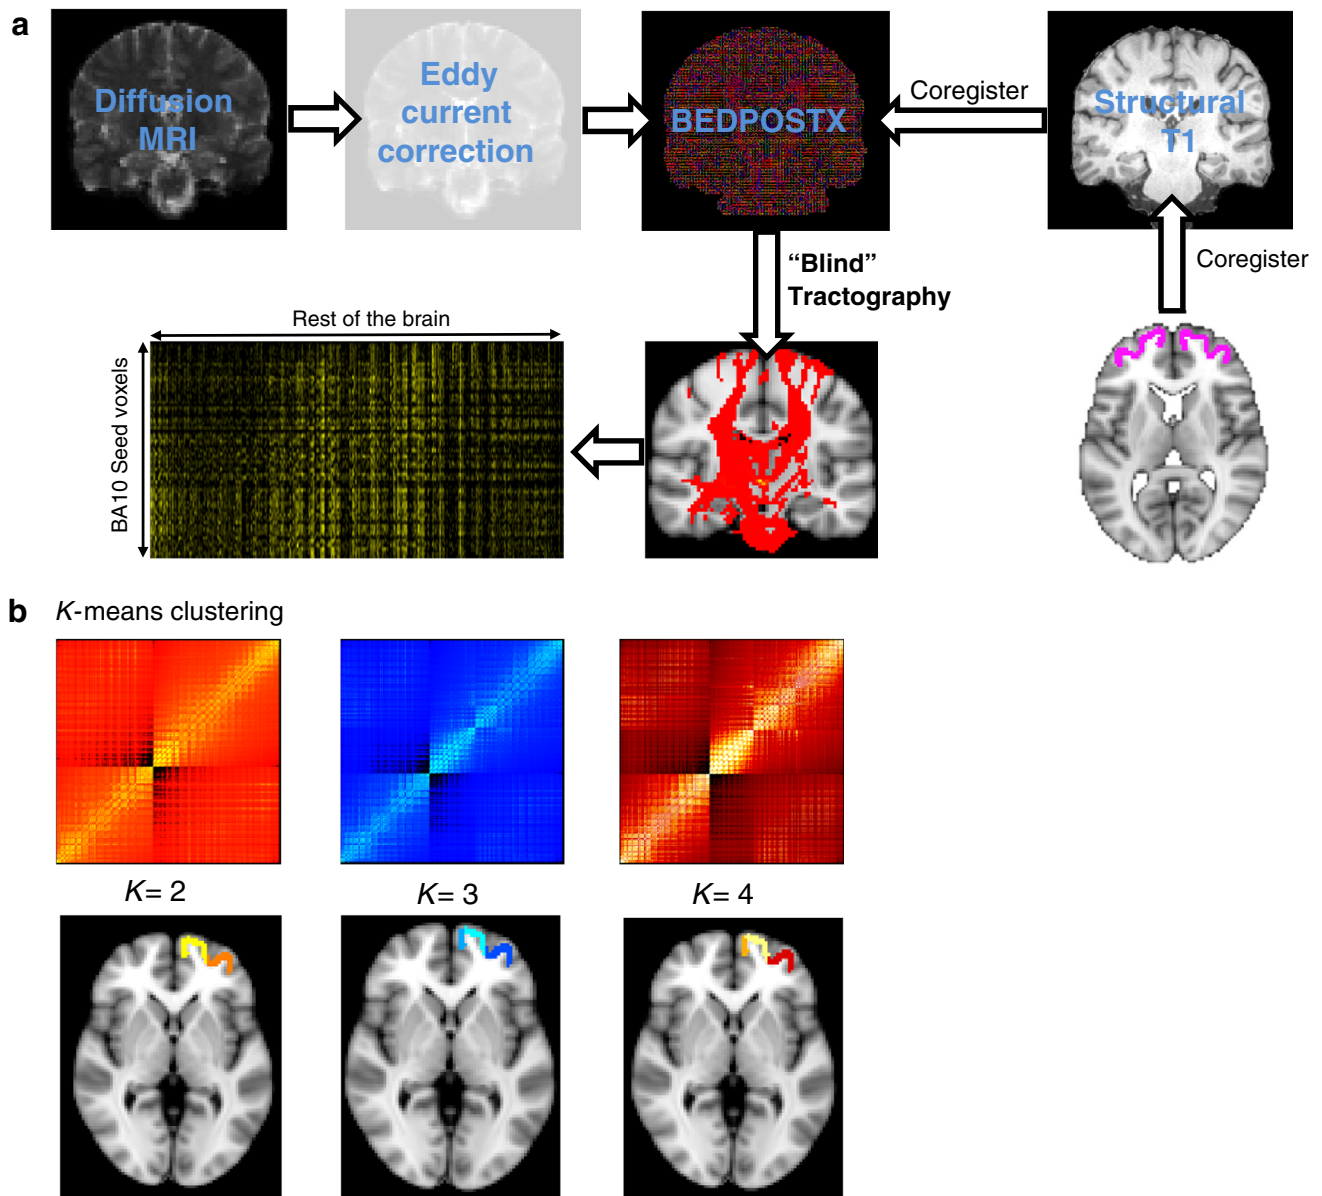 a
Diffusion
MRI
Eddy
current
correction
BEDPOSTX
Coregister
Structural
T1
"Blind"
Tractography
Coregister
Rest of the brain
BA10 Seed voxels
b K-means clustering
K= 2
K= 3
K= 4